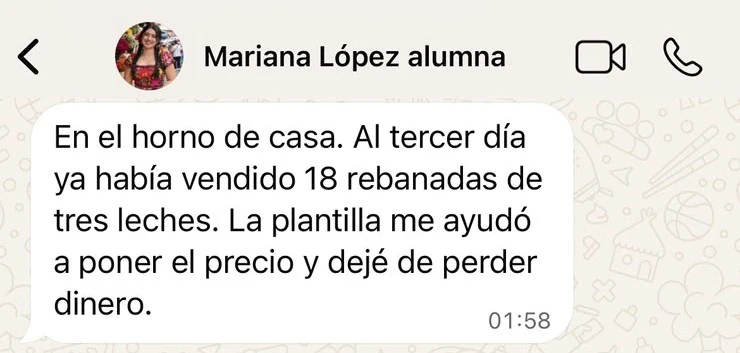 Mariana López alumna
En el horno de casa. Al tercer día
ya había vendido 18 rebanadas de
tres leches. La plantilla me ayudó
a poner el precio y dejé de perder
dinero.
01:58